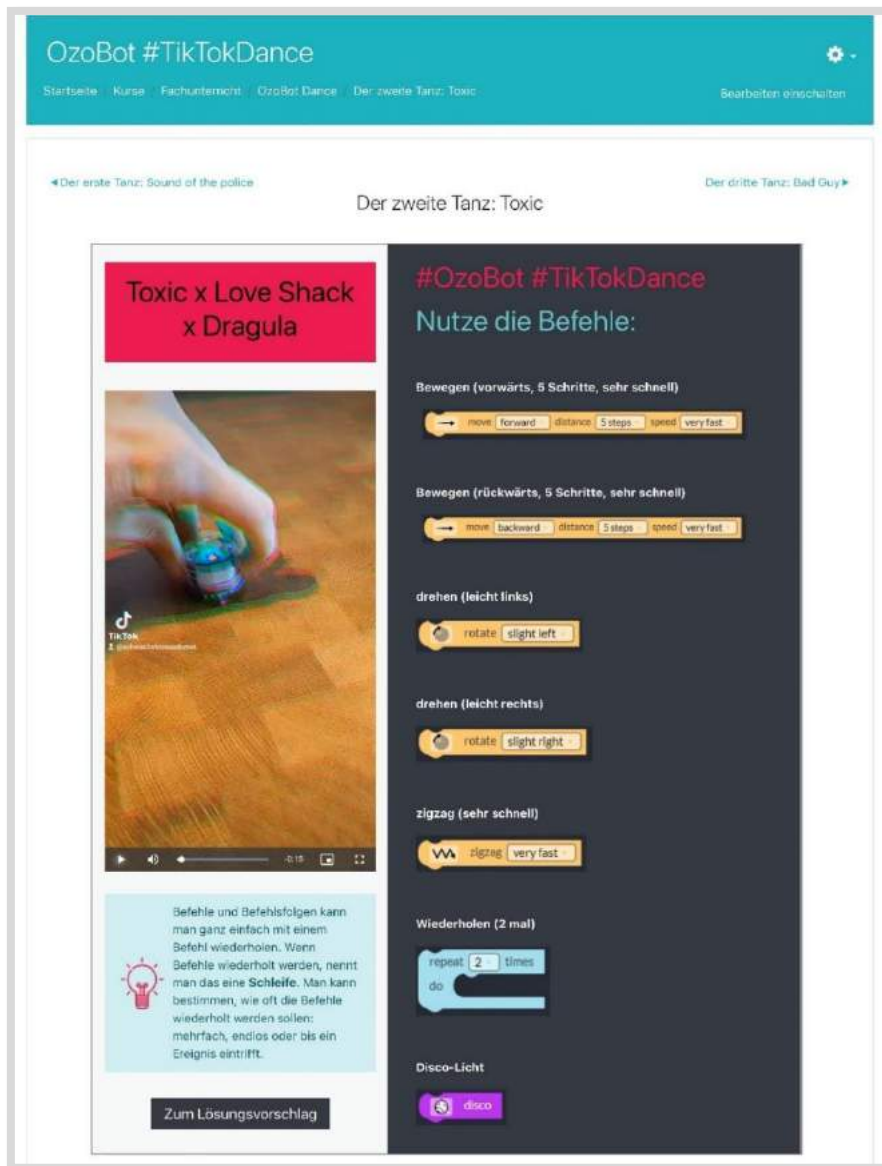 OzoBot #TikTokDance
Startseite Kurse Fachunterricht OzoBot Dance Der zweite Tanz: Toxic
Bearbeiten einschalten
◄Der erste Tanz: Sound of the police
Der dritte Tanz: Bad Guy►
Der zweite Tanz: Toxic
Toxic x Love Shack
x Dragula
TikTok
-0:15
Befehle und Befehlsfolgen kann
man ganz einfach mit einem
Befehl wiederholen. Wenn
Befehle wiederholt werden, nennt
man das eine Schleife. Man kann
bestimmen, wie oft die Befehle
wiederholt werden sollen:
mehrfach, endlos oder bis ein
Ereignis eintrifft.
Zum Lösungsvorschlag
#OzoBot #TikTokDance
Nutze die Befehle:
Bewegen (vorwärts, 5 Schritte, sehr schnell)
move forward distance 5 steps speed very fast
Bewegen (rückwärts, 5 Schritte, sehr schnell)
move backward distance 5 steps speed very fast
drehen (leicht links)
rotate slight left
drehen (leicht rechts)
rotate slight right
zigzag (sehr schnell)
zigzag very fast
Wiederholen (2 mal)
repeat 2 times
do
Disco-Licht
disco